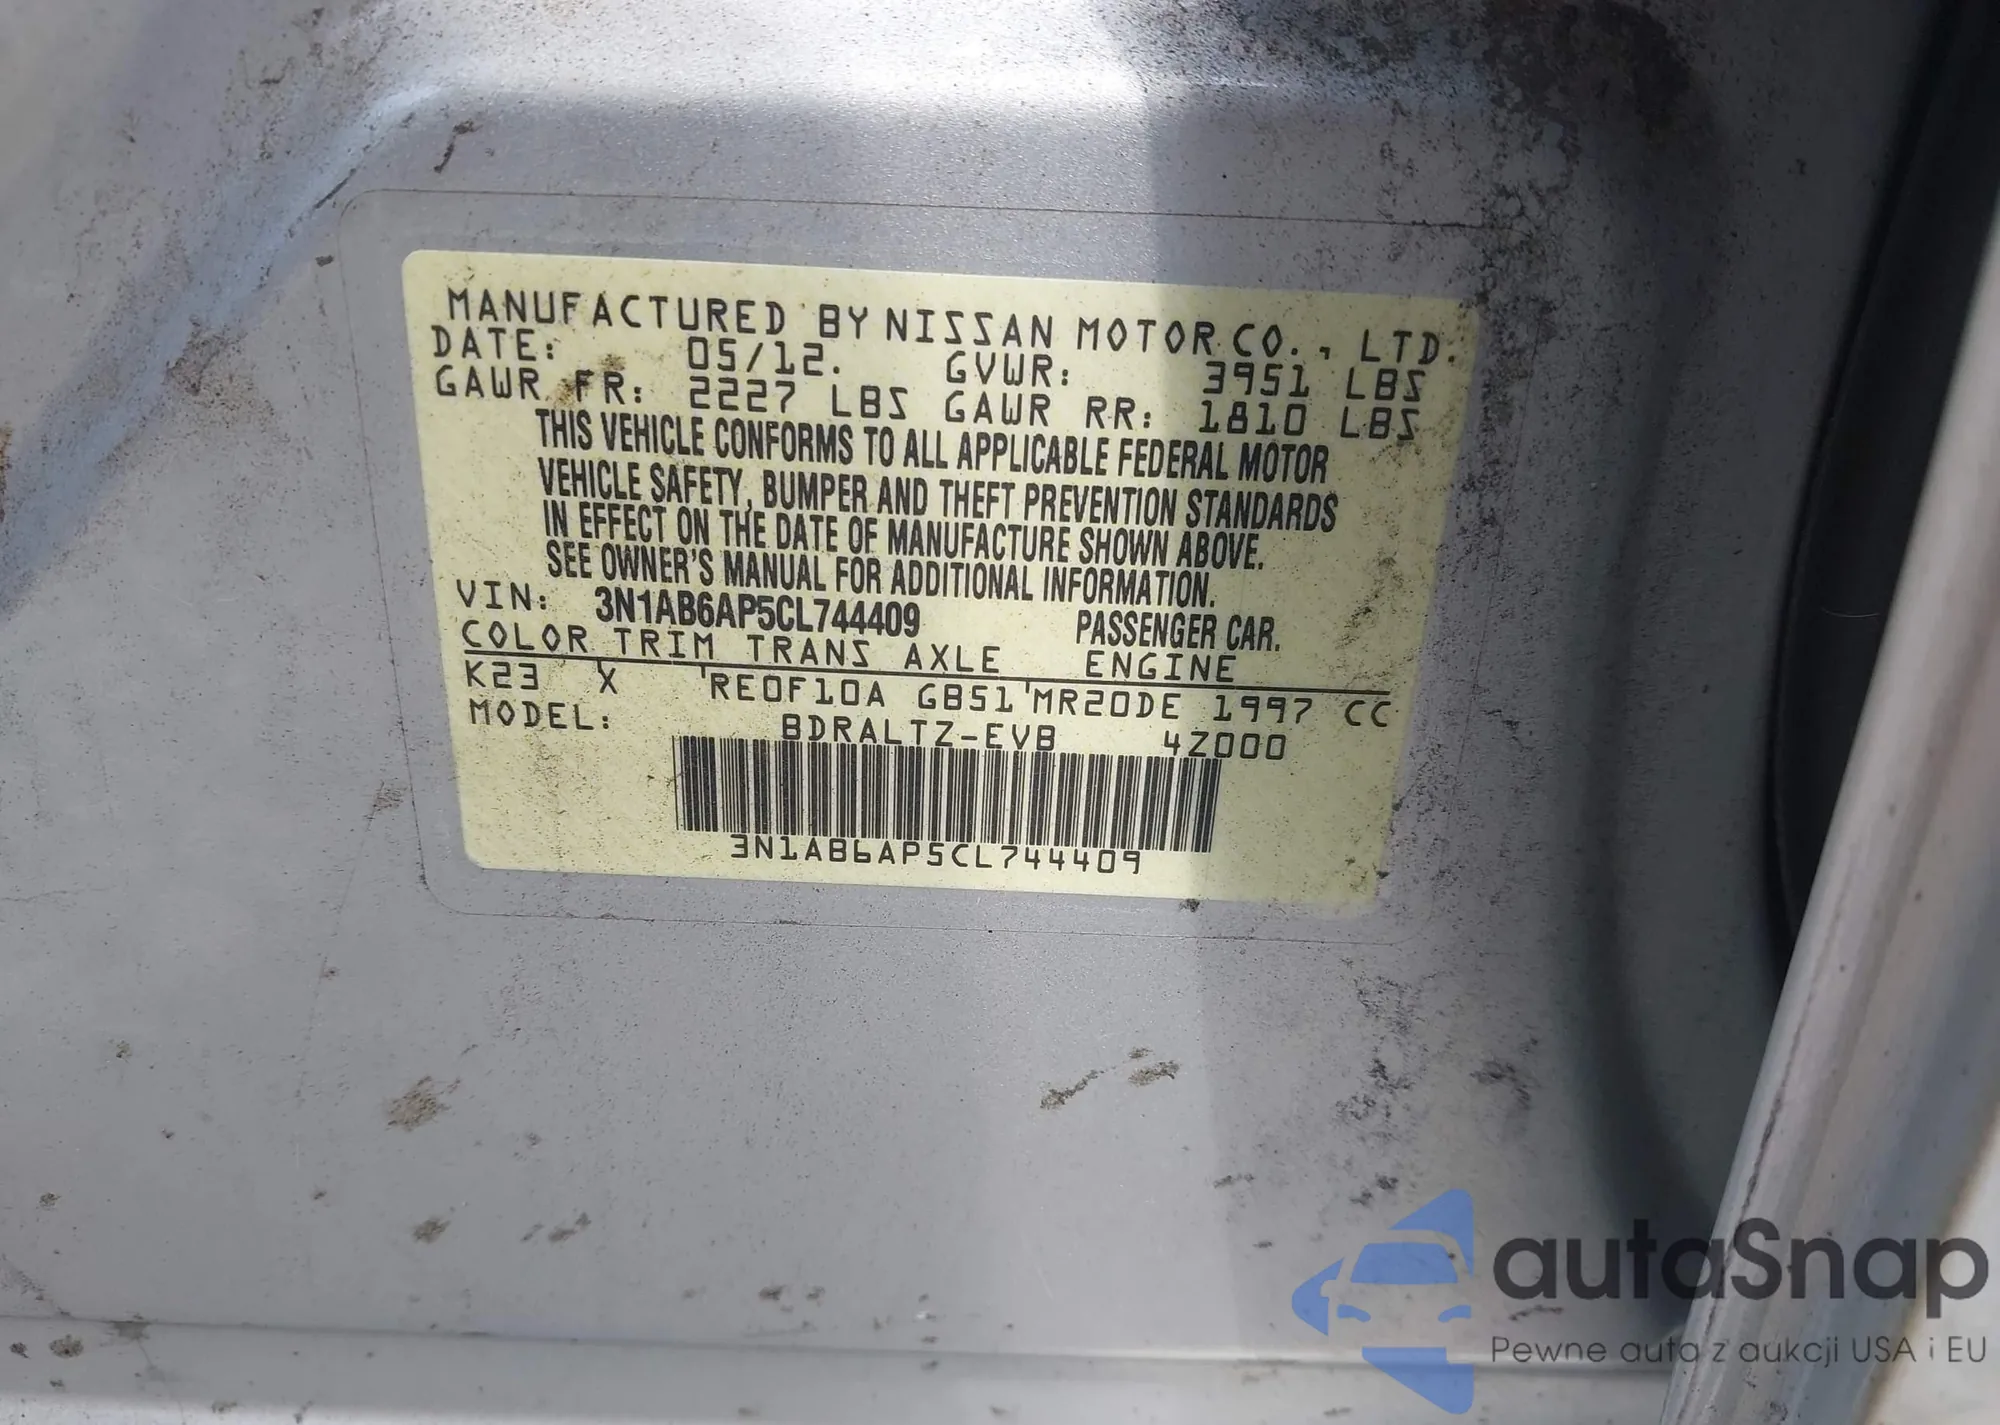 MANUFACTURED BY NISSAN MOTOR CO., LTD.
DATE: 05/12. GVWR: 3951 LBS
GAWR FR: 2227 LBS GAWR RR: 1810 LBS
THIS VEHICLE CONFORMS TO ALL APPLICABLE FEDERAL MOTOR
VEHICLE SAFETY, BUMPER AND THEFT PREVENTION STANDARDS
IN EFFECT ON THE DATE OF MANUFACTURE SHOWN ABOVE.
SEE OWNER'S MANUAL FOR ADDITIONAL INFORMATION.
VIN: 3N1AB6AP5CL744409 PASSENGER CAR.
COLOR TRIM TRANS AXLE ENGINE
K23 X RE0F10A GB51 MR20DE 1997 CC
MODEL: BDRALTZ-EVB 4Z000
3N1AB6AP5CL744409
autaSnap
Pewne auta z aukcji USA i EU